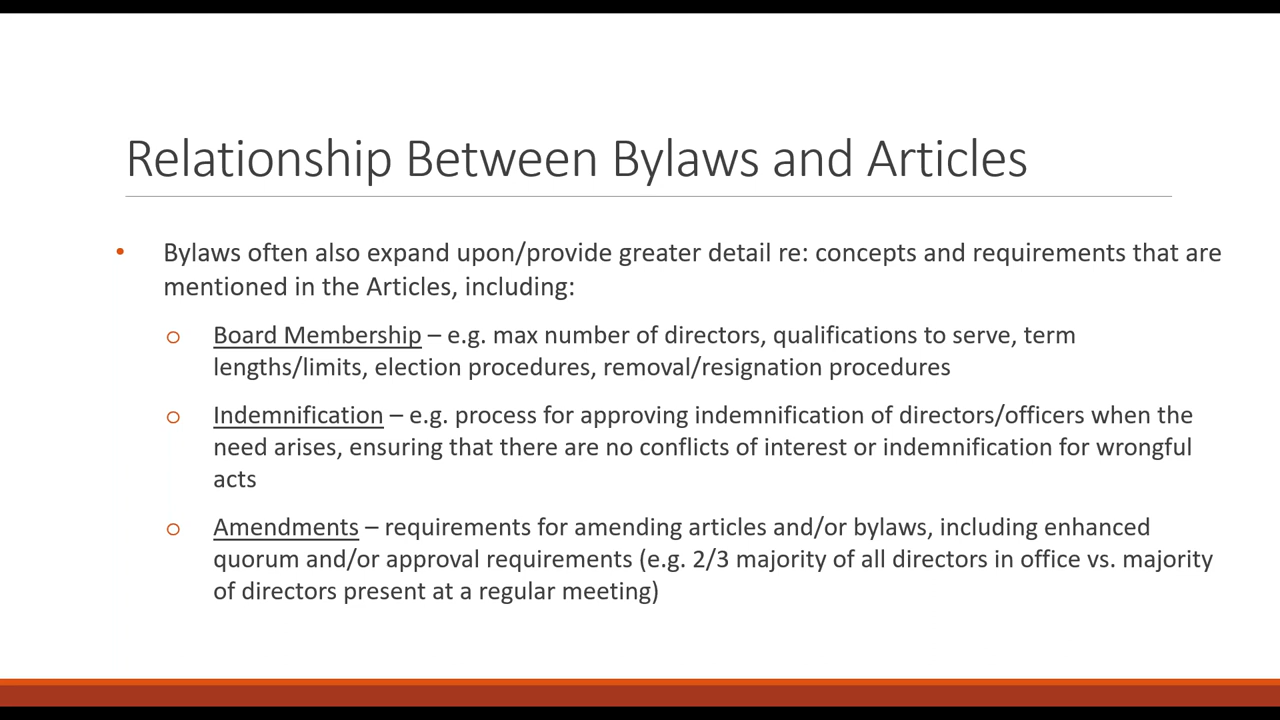 Relationship Between Bylaws and Articles
• Bylaws often also expand upon/provide greater detail re: concepts and requirements that are
mentioned in the Articles, including:
o Board Membership – e.g. max number of directors, qualifications to serve, term
lengths/limits, election procedures, removal/resignation procedures
o Indemnification – e.g. process for approving indemnification of directors/officers when the
need arises, ensuring that there are no conflicts of interest or indemnification for wrongful
acts
o Amendments – requirements for amending articles and/or bylaws, including enhanced
quorum and/or approval requirements (e.g. 2/3 majority of all directors in office vs. majority
of directors present at a regular meeting)